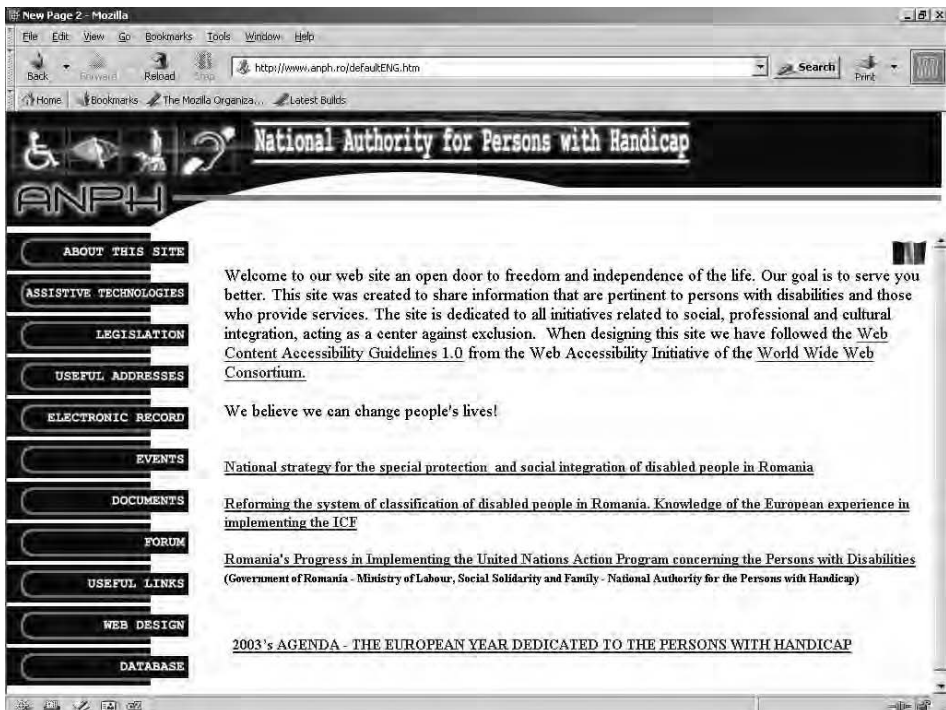 New Page 2 - Mozilla
File Edit View Go Bookmarks Tools Window Help
Back Forward Reload Stop http://www.anph.ro/defaultENG.htm Search Print
Home Bookmarks The Mozilla Organiza... Latest Builds
National Authority for Persons with Handicap
ANPH
ABOUT THIS SITE
ASSISTIVE TECHNOLOGIES
LEGISLATION
USEFUL ADDRESSES
ELECTRONIC RECORD
EVENTS
DOCUMENTS
FORUM
USEFUL LINKS
WEB DESIGN
DATABASE
Welcome to our web site an open door to freedom and independence of the life. Our goal is to serve you
better. This site was created to share information that are pertinent to persons with disabilities and those
who provide services. The site is dedicated to all initiatives related to social, professional and cultural
integration, acting as a center against exclusion. When designing this site we have followed the Web
Content Accessibility Guidelines 1.0 from the Web Accessibility Initiative of the World Wide Web
Consortium.
We believe we can change people's lives!
National strategy for the special protection and social integration of disabled people in Romania
Reforming the system of classification of disabled people in Romania. Knowledge of the European experience in
implementing the ICF
Romania's Progress in Implementing the United Nations Action Program concerning the Persons with Disabilities
(Government of Romania - Ministry of Labour, Social Solidarity and Family - National Authority for the Persons with Handicap)
2003's AGENDA - THE EUROPEAN YEAR DEDICATED TO THE PERSONS WITH HANDICAP